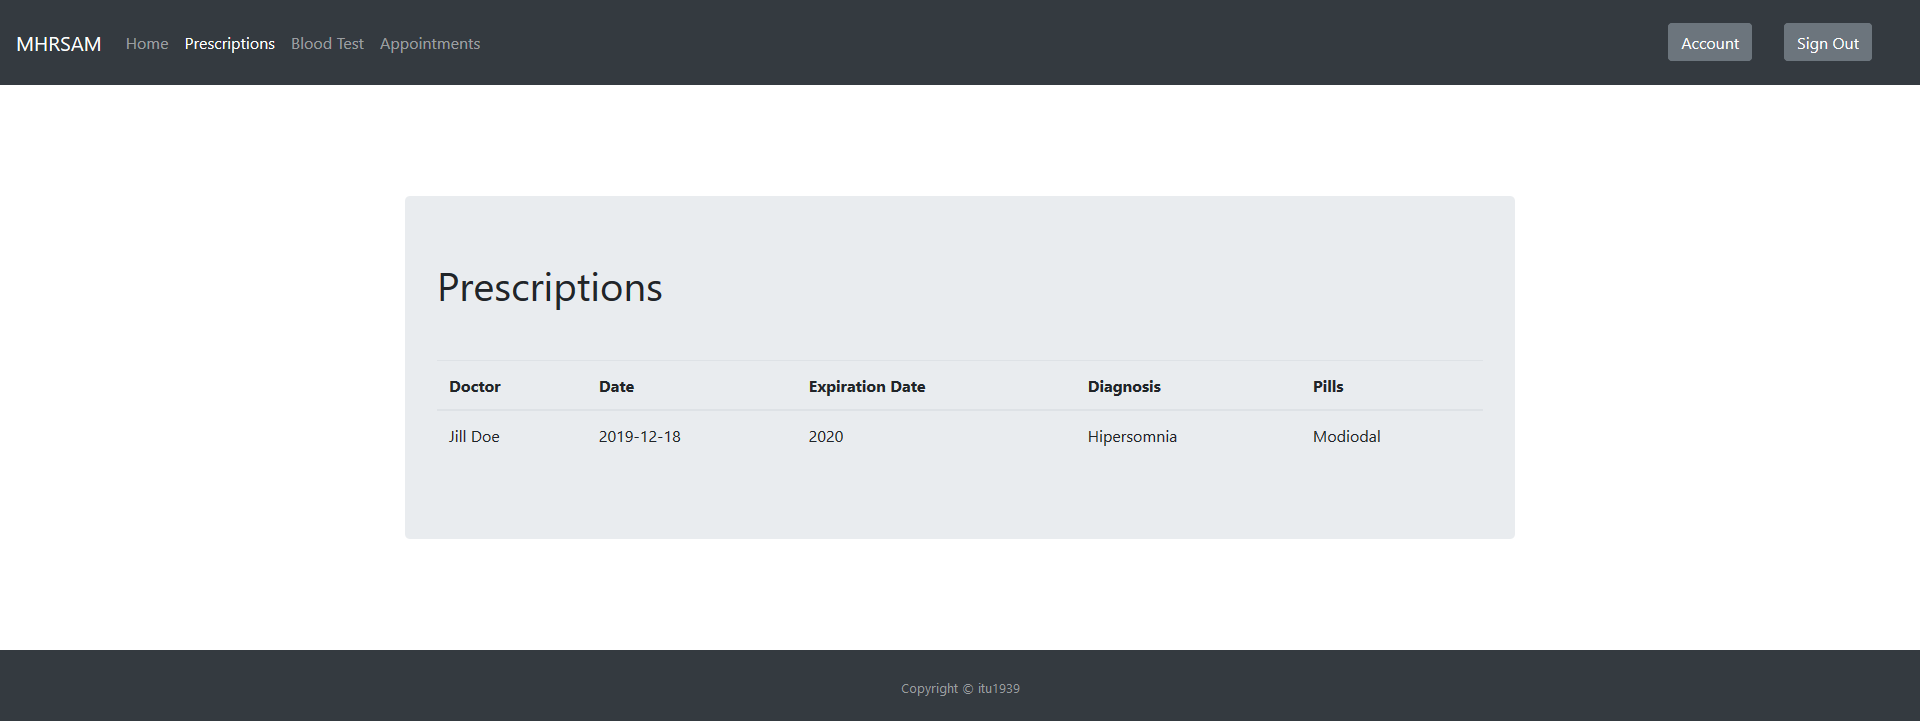 MHRSAM Home Prescriptions Blood Test Appointments Account Sign Out
Prescriptions
Doctor Date Expiration Date Diagnosis Pills
Jill Doe 2019-12-18 2020 Hipersomnia Modiodal
Copyright © itu1939